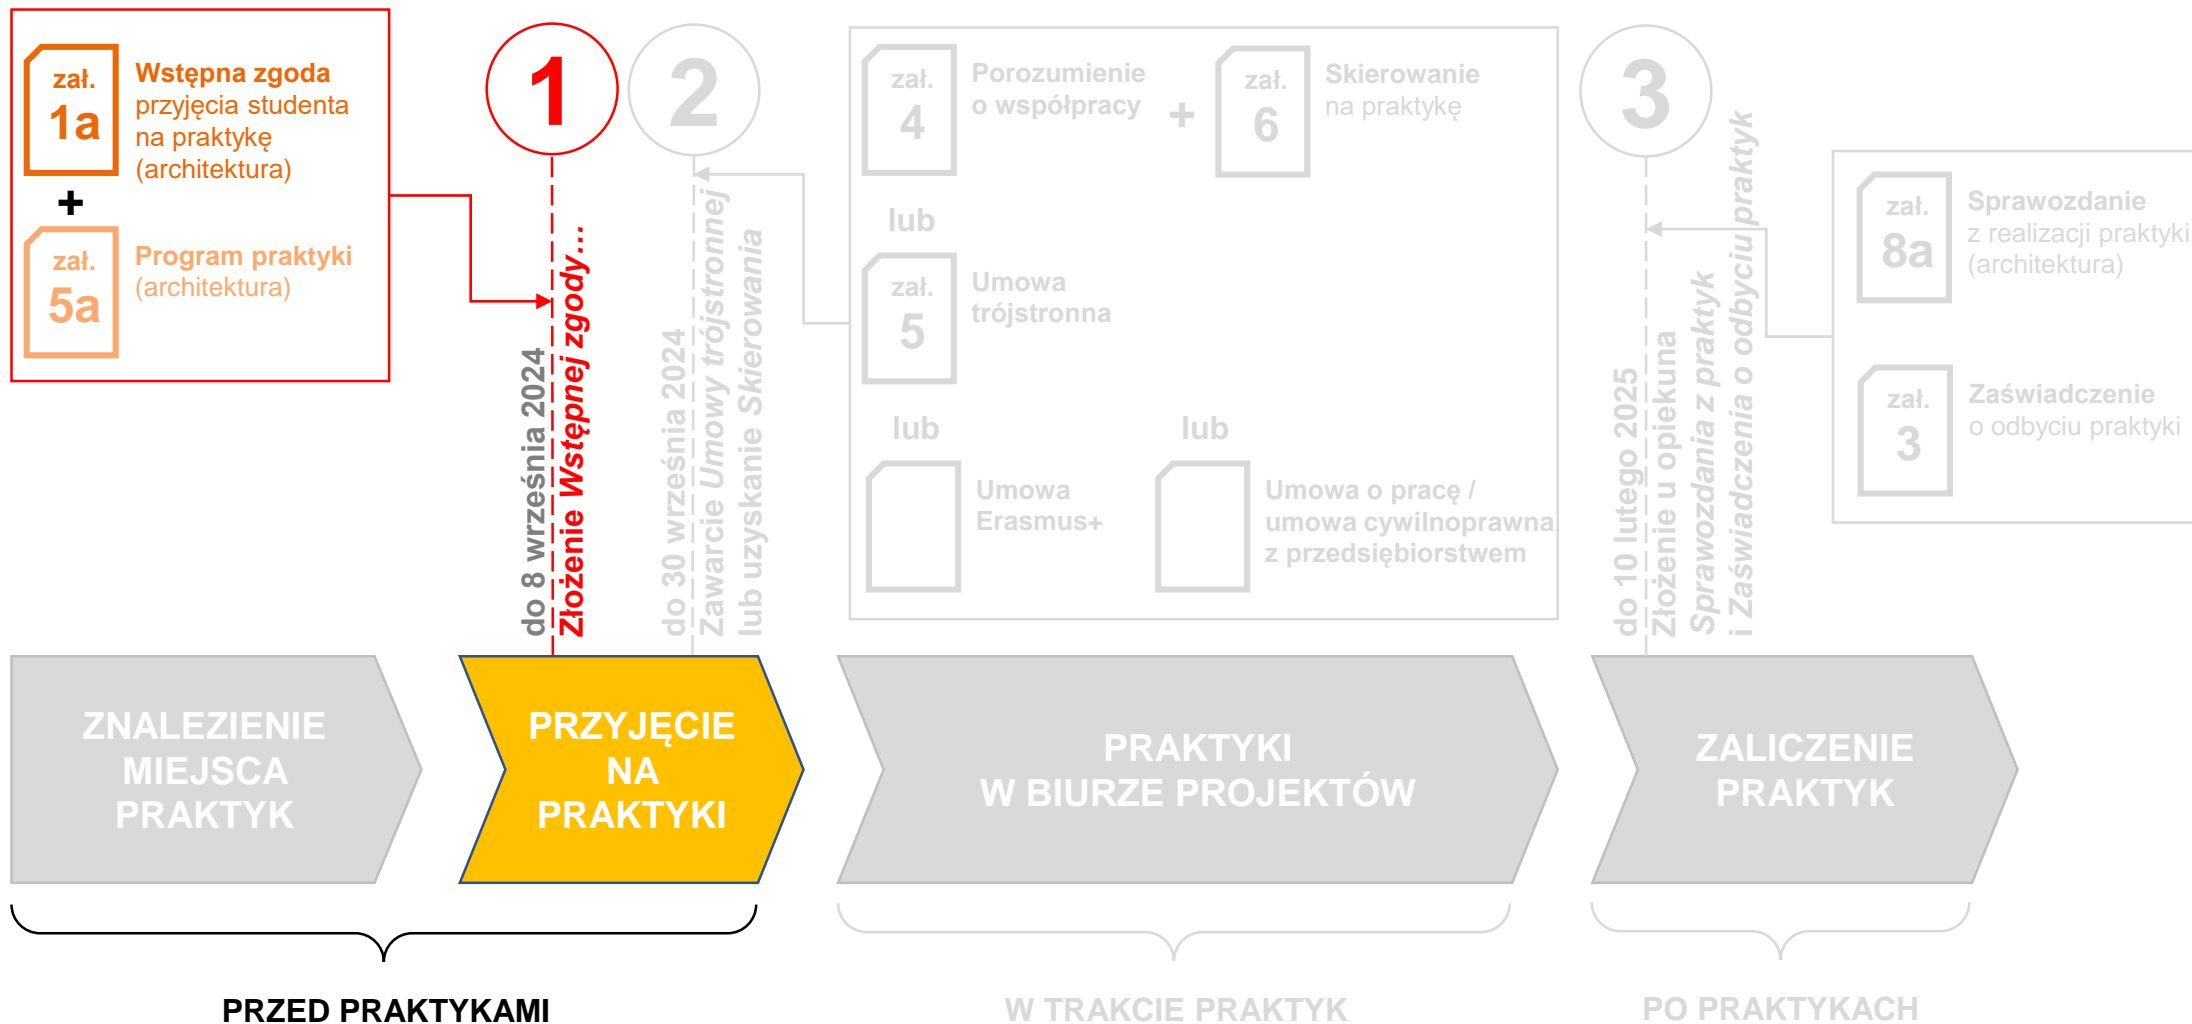 zał.
1a
Wstępna zgoda
przyjęcia studenta
na praktykę
(architektura)
+
zał.
5a
Program praktyki
(architektura)
1
do 8 września 2024
Złożenie Wstępnej zgody...
2
do 30 września 2024
Zawarcie Umowy trójstronnej
lub uzyskanie Skierowania
zał.
4
Porozumienie
o współpracy
+
zał.
6
Skierowanie
na praktykę
lub
zał.
5
Umowa
trójstronna
lub
Umowa
Erasmus+
lub
Umowa o pracę /
umowa cywilnoprawna
z przedsiębiorstwem
3
do 10 lutego 2025
Złożenie u opiekuna
Sprawozdania z praktyk
i Zaświadczenia o odbyciu praktyk
zał.
8a
Sprawozdanie
z realizacji praktyki
(architektura)
zał.
3
Zaświadczenie
o odbyciu praktyki
ZNALEZIENIE
MIEJSCA
PRAKTYK
PRZYJĘCIE
NA
PRAKTYKI
PRAKTYKI
W BIURZE PROJEKTÓW
ZALICZENIE
PRAKTYK
PRZED PRAKTYKAMI
W TRAKCIE PRAKTYK
PO PRAKTYKACH